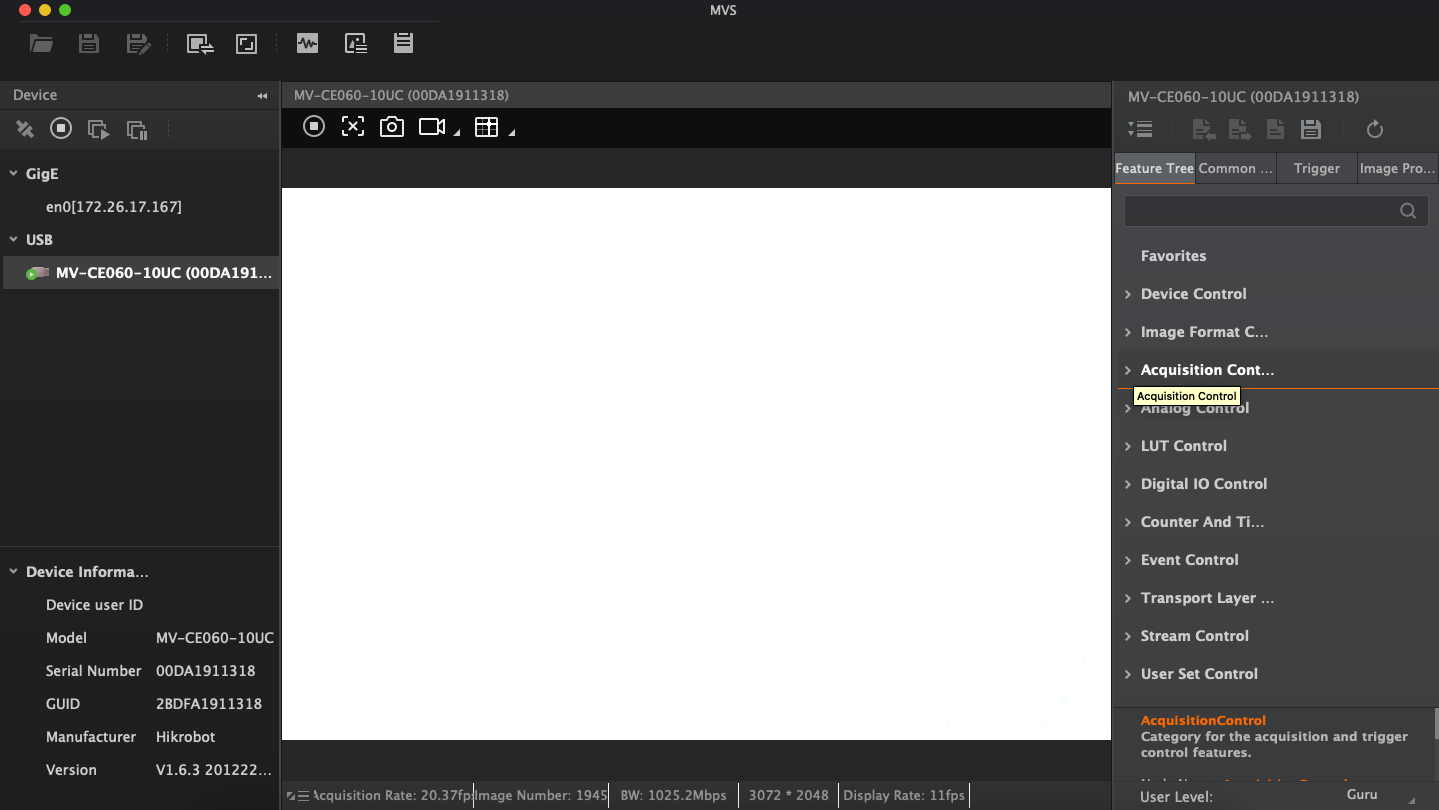 MVS
Device
MV-CE060-10UC (00DA1911318)
MV-CE060-10UC (00DA1911318)
GigE
en0[172.26.17.167]
USB
MV-CE060-10UC (00DA191...
Device Informa...
Device user ID
Model MV-CE060-10UC
Serial Number 00DA1911318
GUID 2BDFA1911318
Manufacturer Hikrobot
Version V1.6.3 201222...
Acquisition Rate: 20.37fps Image Number: 1945 BW: 1025.2Mbps 3072 * 2048 Display Rate: 11fps
Feature Tree Common ... Trigger Image Pro...
Favorites
Device Control
Image Format C...
Acquisition Cont...
Acquisition Control
Analog Control
LUT Control
Digital IO Control
Counter And Ti...
Event Control
Transport Layer ...
Stream Control
User Set Control
AcquisitionControl
Category for the acquisition and trigger
control features.
User Level: Guru